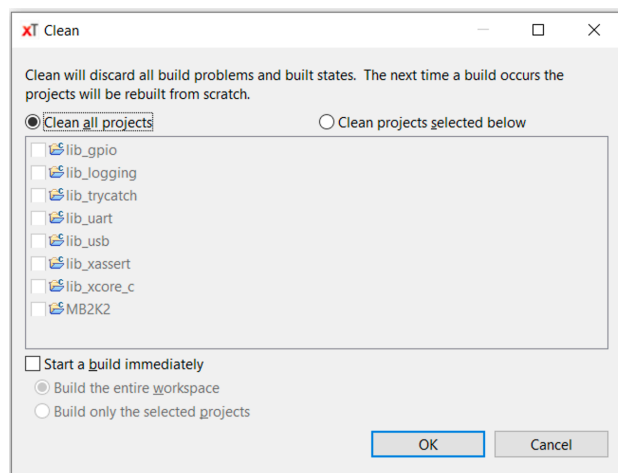 xT Clean
Clean will discard all build problems and built states. The next time a build occurs the
projects will be rebuilt from scratch.
Clean all projects Clean projects selected below
lib_gpio
lib_logging
lib_trycatch
lib_uart
lib_usb
lib_xassert
lib_xcore_c
MB2K2
Start a build immediately
Build the entire workspace
Build only the selected projects
OK Cancel